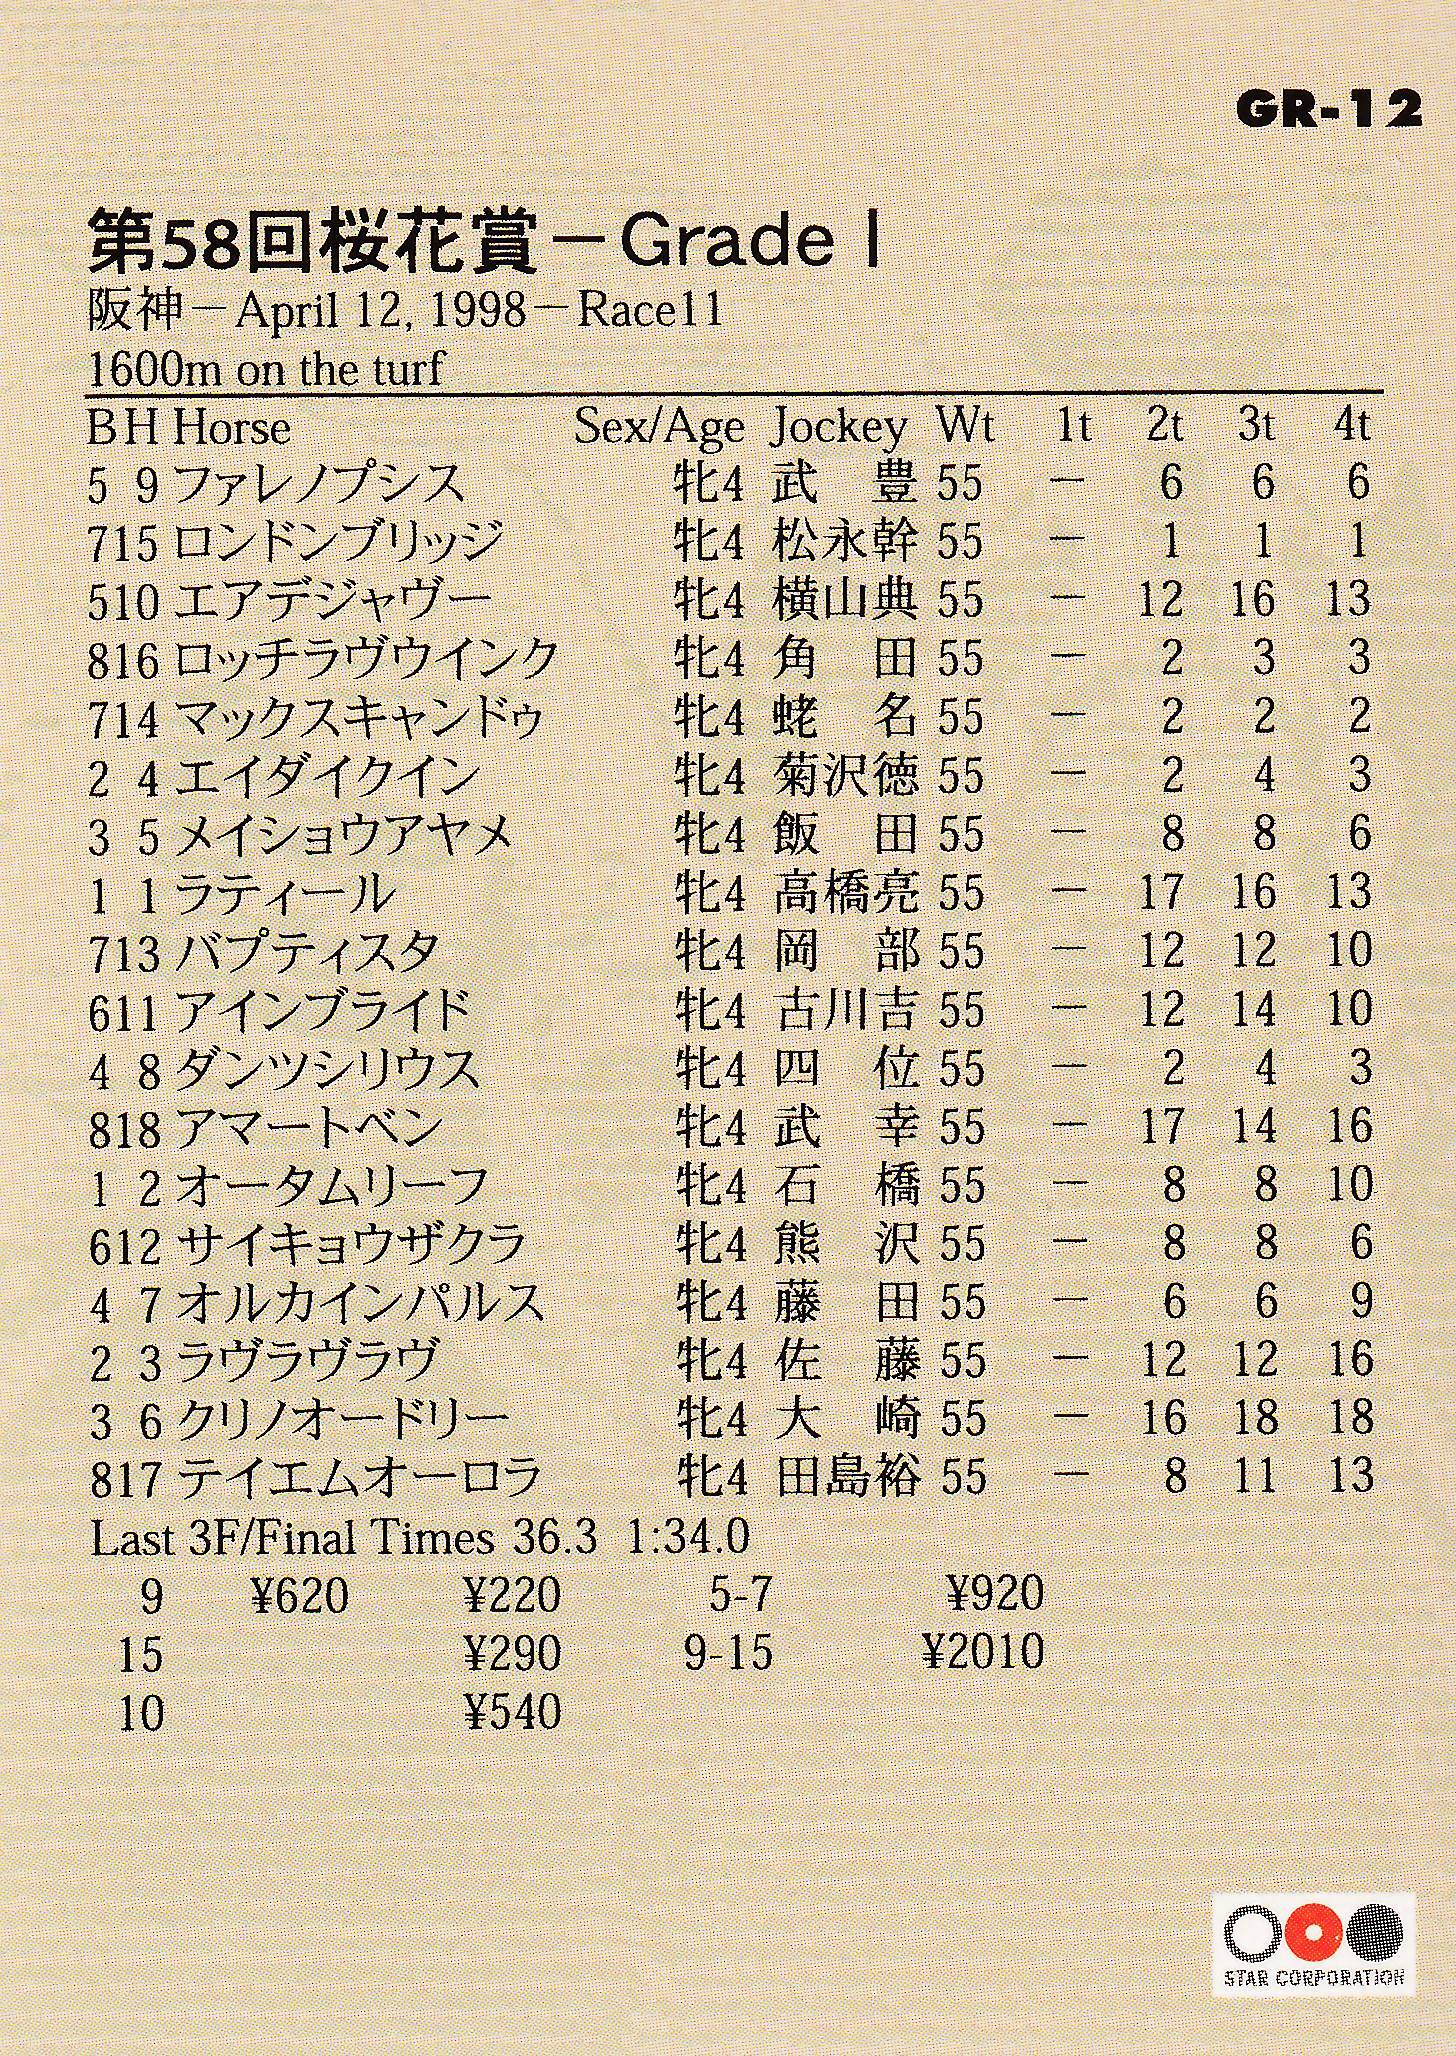 GR-12
第58回桜花賞－Grade I
阪神－April 12, 1998－Race11
1600m on the turf
B H Horse Sex/Age Jockey Wt 1t 2t 3t 4t
5 9 ファレノプシス 牝4 武 豊 55 － 6 6 6
715 ロンドンブリッジ 牝4 松永幹 55 － 1 1 1
510 エアデジャヴー 牝4 横山典 55 － 12 16 13
816 ロッチラヴウインク 牝4 角 田 55 － 2 3 3
714 マックスキャンドゥ 牝4 蛯 名 55 － 2 2 2
2 4 エイダイクイン 牝4 菊沢徳 55 － 2 4 3
3 5 メイショウアヤメ 牝4 飯 田 55 － 8 8 6
1 1 ラティール 牝4 高橋亮 55 － 17 16 13
713 バプティスタ 牝4 岡 部 55 － 12 12 10
611 アインブライド 牝4 古川吉 55 － 12 14 10
4 8 ダンツシリウス 牝4 四 位 55 － 2 4 3
818 アマートベン 牝4 武 幸 55 － 17 14 16
1 2 オータムリーフ 牝4 石 橋 55 － 8 8 10
612 サイキョウザクラ 牝4 熊 沢 55 － 8 8 6
4 7 オルカインパルス 牝4 藤 田 55 － 6 6 9
2 3 ラヴラヴラヴ 牝4 佐 藤 55 － 12 12 16
3 6 クリノオードリー 牝4 大 崎 55 － 16 18 18
817 テイエムオーロラ 牝4 田島裕 55 － 8 11 13
Last 3F/Final Times 36.3 1:34.0
9 ¥620 ¥220 5-7 ¥920
15 ¥290 9-15 ¥2010
10 ¥540
STAR CORPORATION